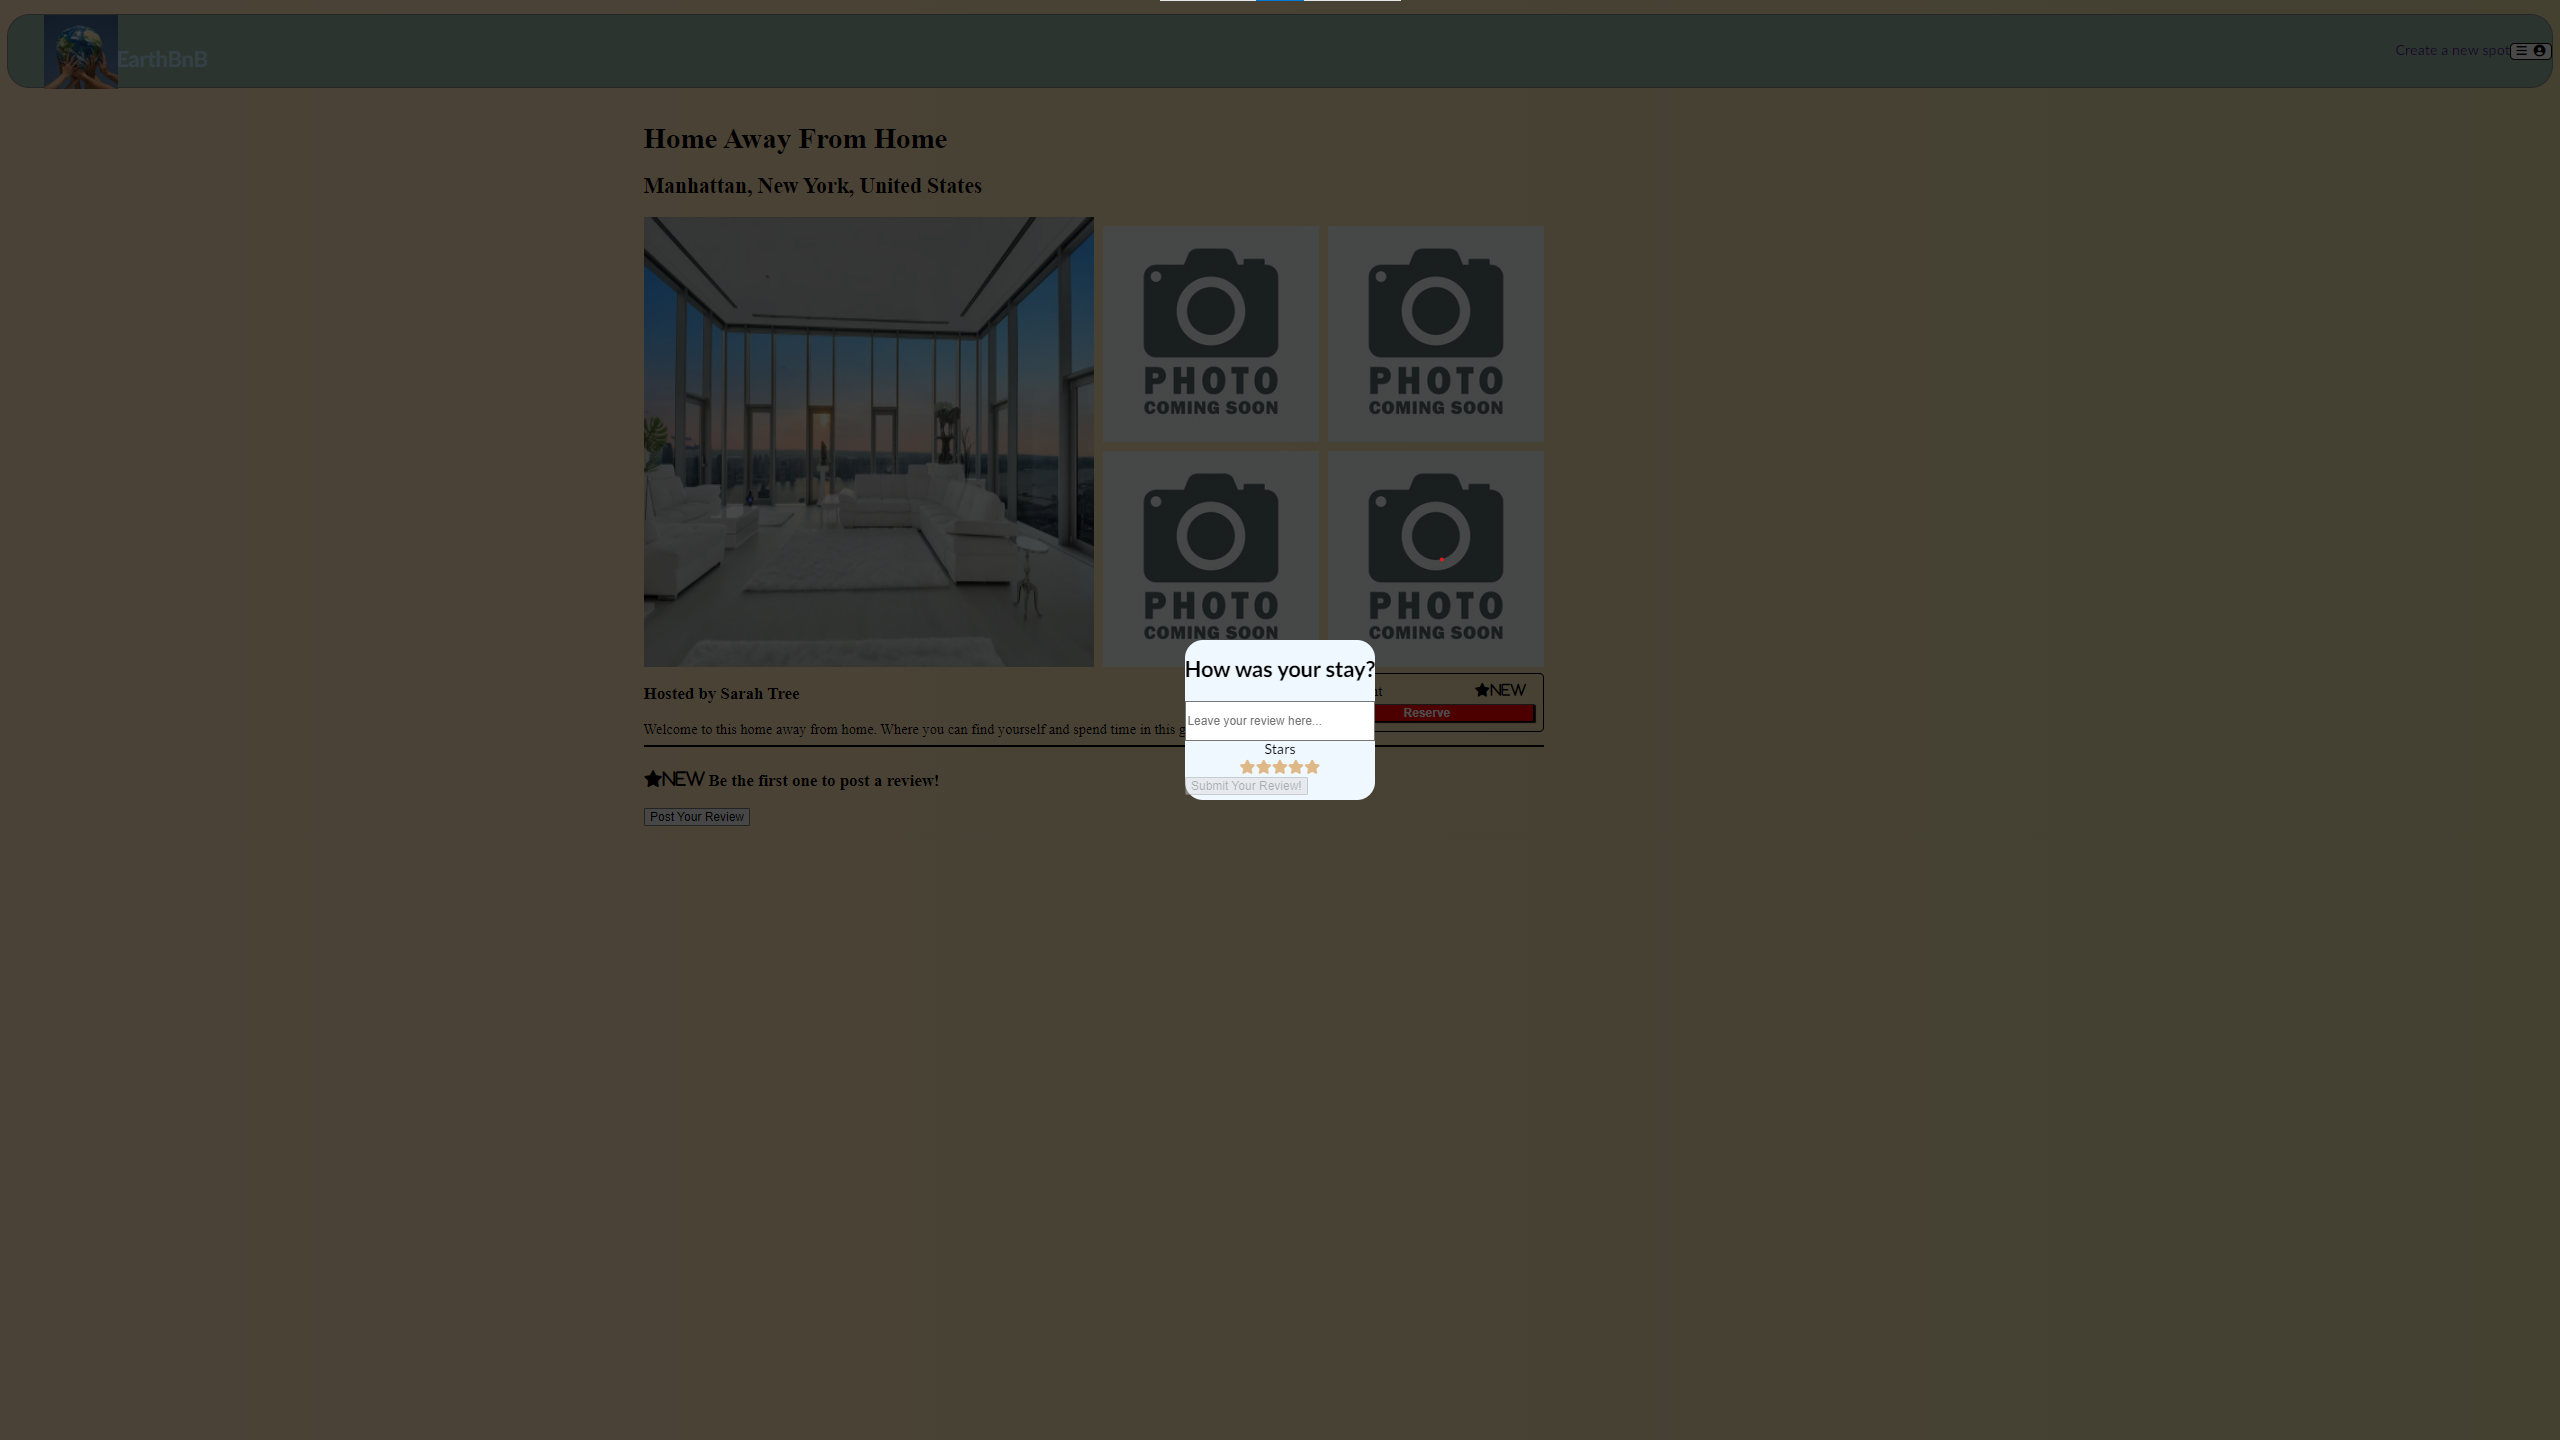 EarthBnB
Create a new spot
Home Away From Home
Manhattan, New York, United States
PHOTO
COMING SOON
PHOTO
COMING SOON
PHOTO
COMING SOON
PHOTO
COMING SOON
How was your stay?
Leave your review here...
Stars
Submit Your Review!
Hosted by Sarah Tree
NEW
Reserve
Welcome to this home away from home. Where you can find yourself and spend time in this
NEW Be the first one to post a review!
Post Your Review